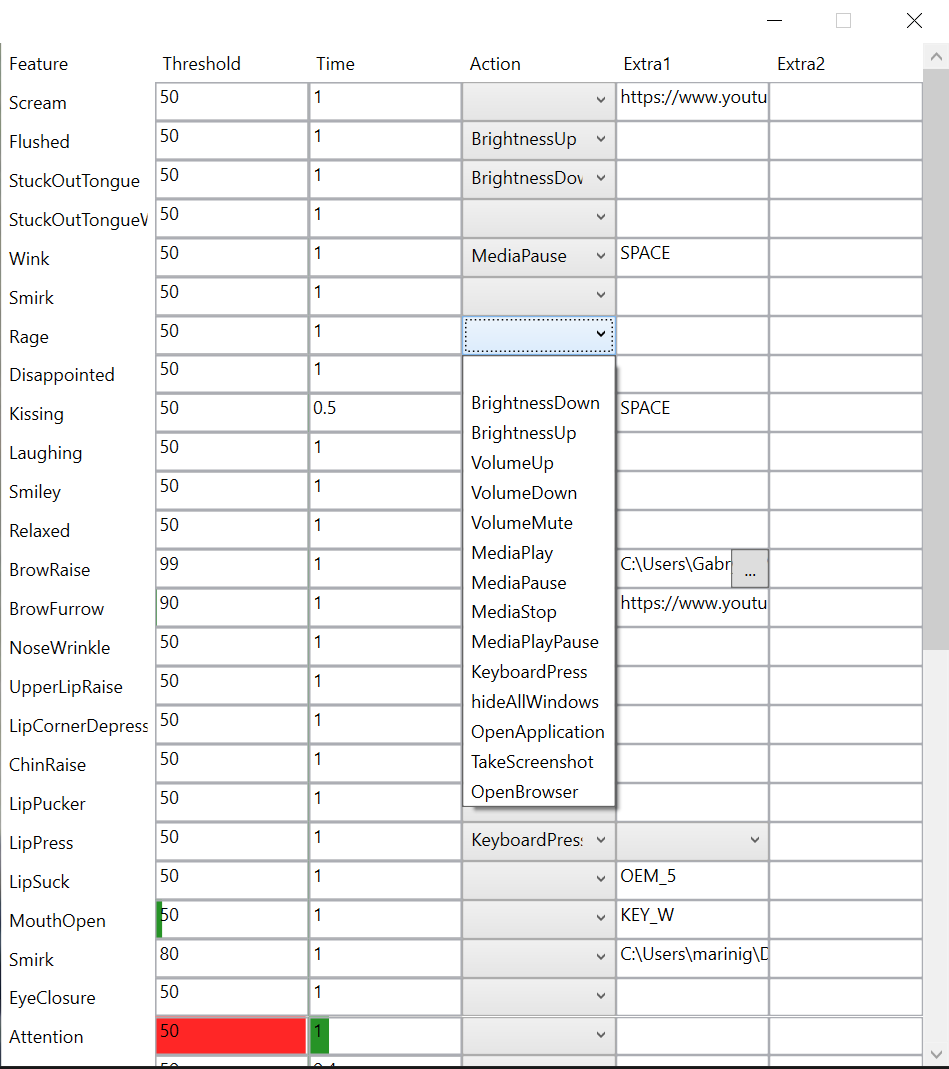 Feature Threshold Time Action Extra1 Extra2
Scream 50 1 https://www.youtu
Flushed 50 1 BrightnessUp
StuckOutTongue 50 1 BrightnessDov
StuckOutTongueW 50 1
Wink 50 1 MediaPause SPACE
Smirk 50 1
Rage 50 1
Disappointed 50 1
Kissing 50 0.5 BrightnessDown SPACE
BrightnessUp
Laughing 50 1 VolumeUp
Smiley 50 1 VolumeDown
Relaxed 50 1 VolumeMute
MediaPlay
BrowRaise 99 1 MediaPause C:\Users\Gabr ...
BrowFurrow 90 1 MediaStop https://www.youtu
NoseWrinkle 50 1 MediaPlayPause
KeyboardPress
UpperLipRaise 50 1 hideAllWindows
LipCornerDepress 50 1 OpenApplication
ChinRaise 50 1 TakeScreenshot
LipPucker 50 1 OpenBrowser
LipPress 50 1 KeyboardPres
LipSuck 50 1 OEM_5
MouthOpen 50 1 KEY_W
Smirk 80 1 C:\Users\marinig\D
EyeClosure 50 1
Attention 50 1